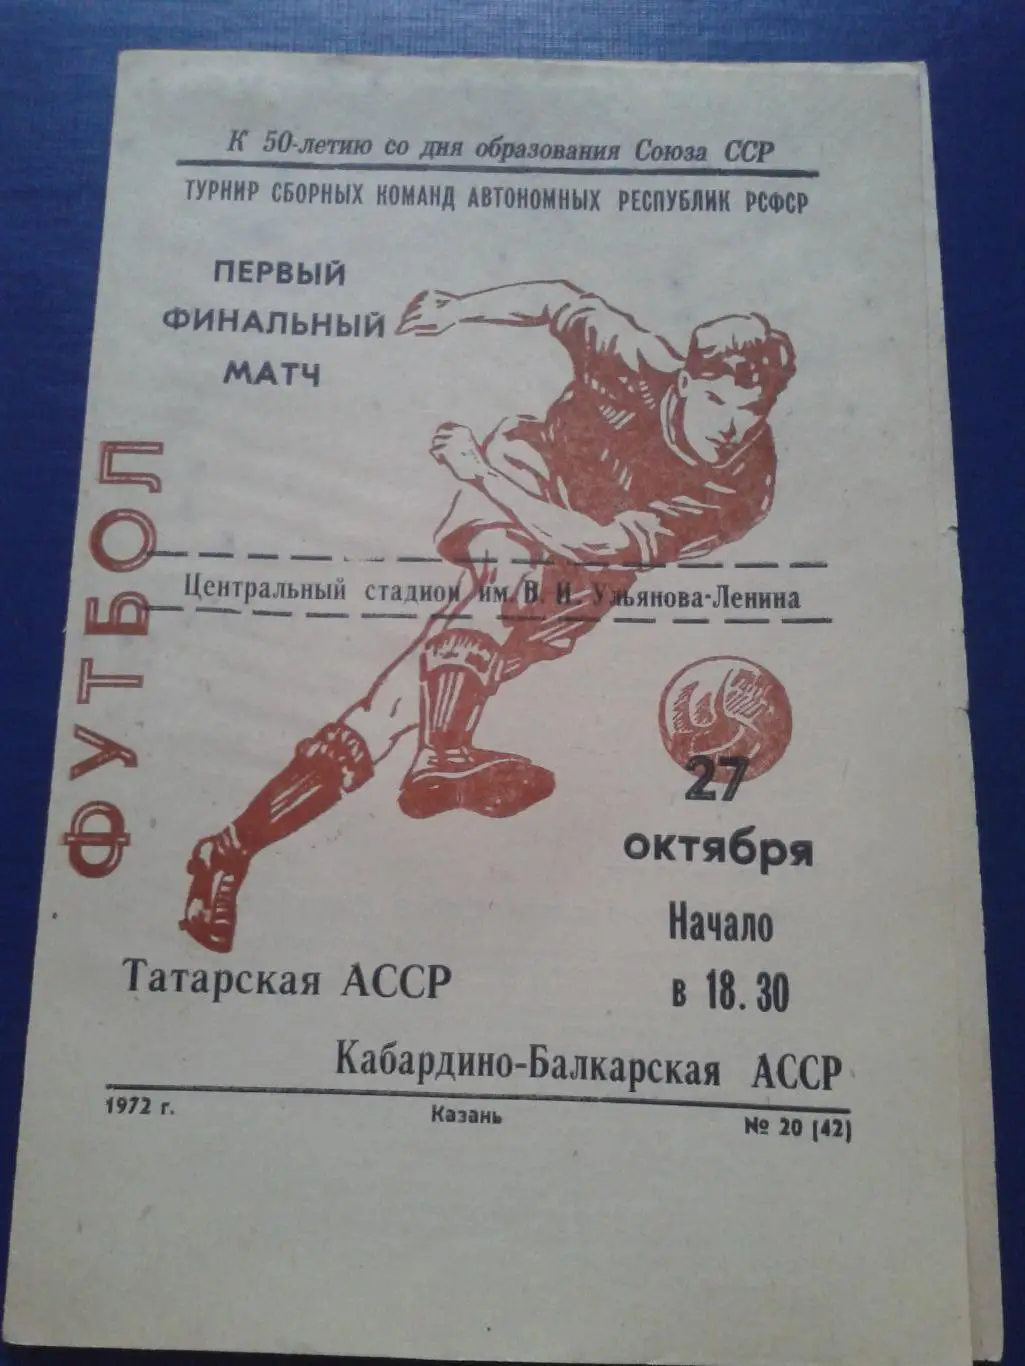 К 50-летию со дня образования Союза ССР
ТУРНИР СБОРНЫХ КОМАНД АВТОНОМНЫХ РЕСПУБЛИК РСФСР
ПЕРВЫЙ
ФИНАЛЬНЫЙ
МАТЧ
ФУТБОЛ
Центральный стадион им. В. И. Ульянова-Ленина
27
октября
Начало
в 18.30
Татарская АССР
Кабардино-Балкарская АССР
1972 г. Казань № 20 (42)